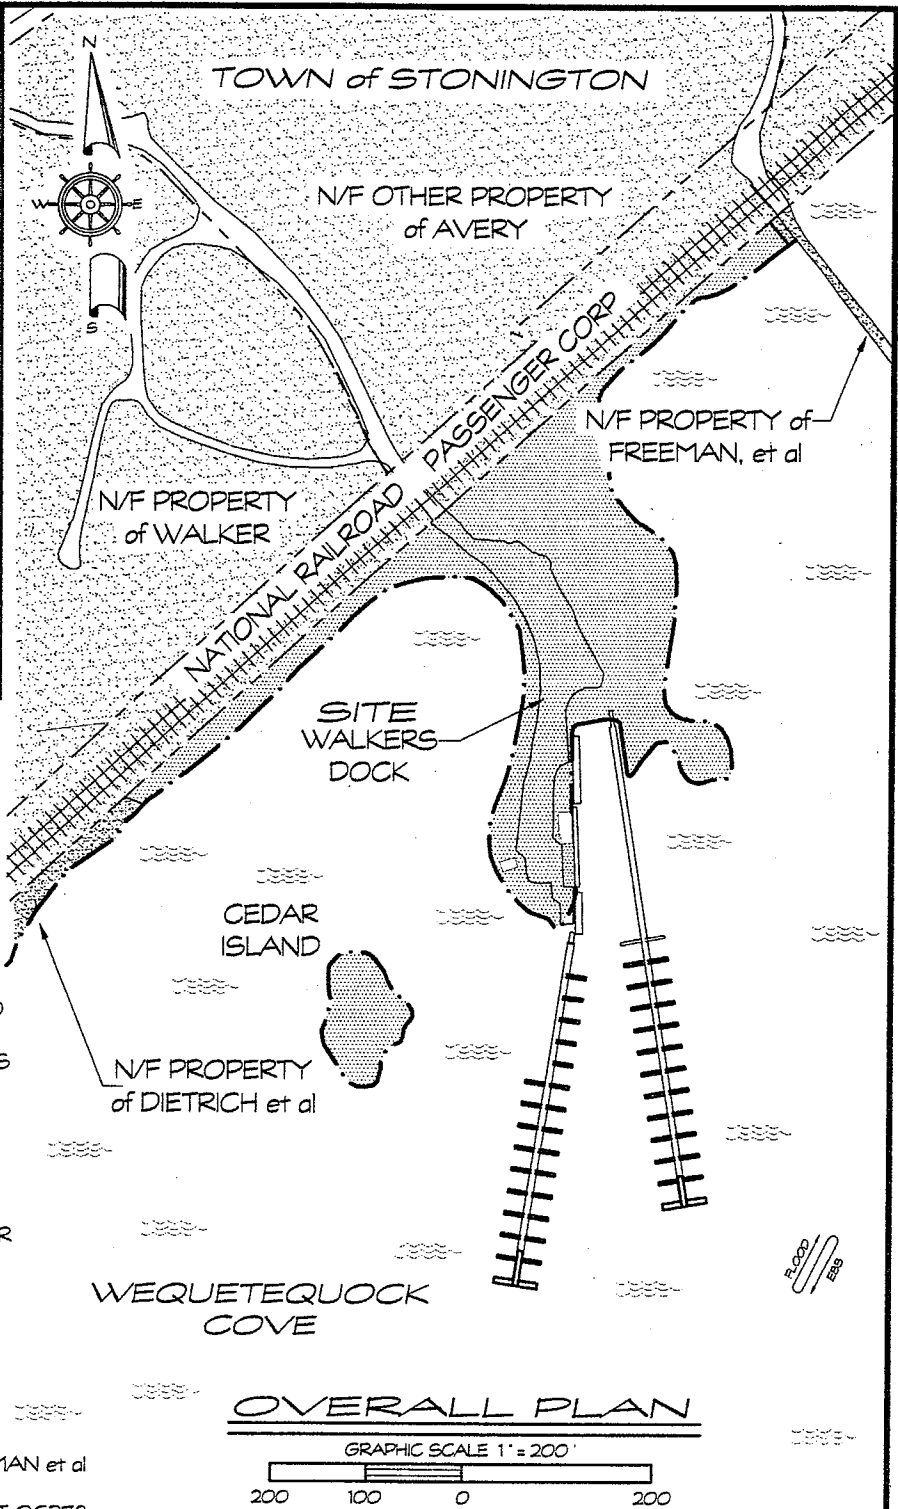 N
TOWN of STONINGTON
W E
S
N/F OTHER PROPERTY
of AVERY
NATIONAL RAILROAD PASSENGER CORP
N/F PROPERTY of
FREEMAN, et al
N/F PROPERTY
of WALKER
SITE
WALKERS
DOCK
CEDAR
ISLAND
N/F PROPERTY
of DIETRICH et al
FLOOD
EBB
WEQUETEQUOCK
COVE
OVERALL PLAN
GRAPHIC SCALE 1" = 200'
200 100 0 200
et al